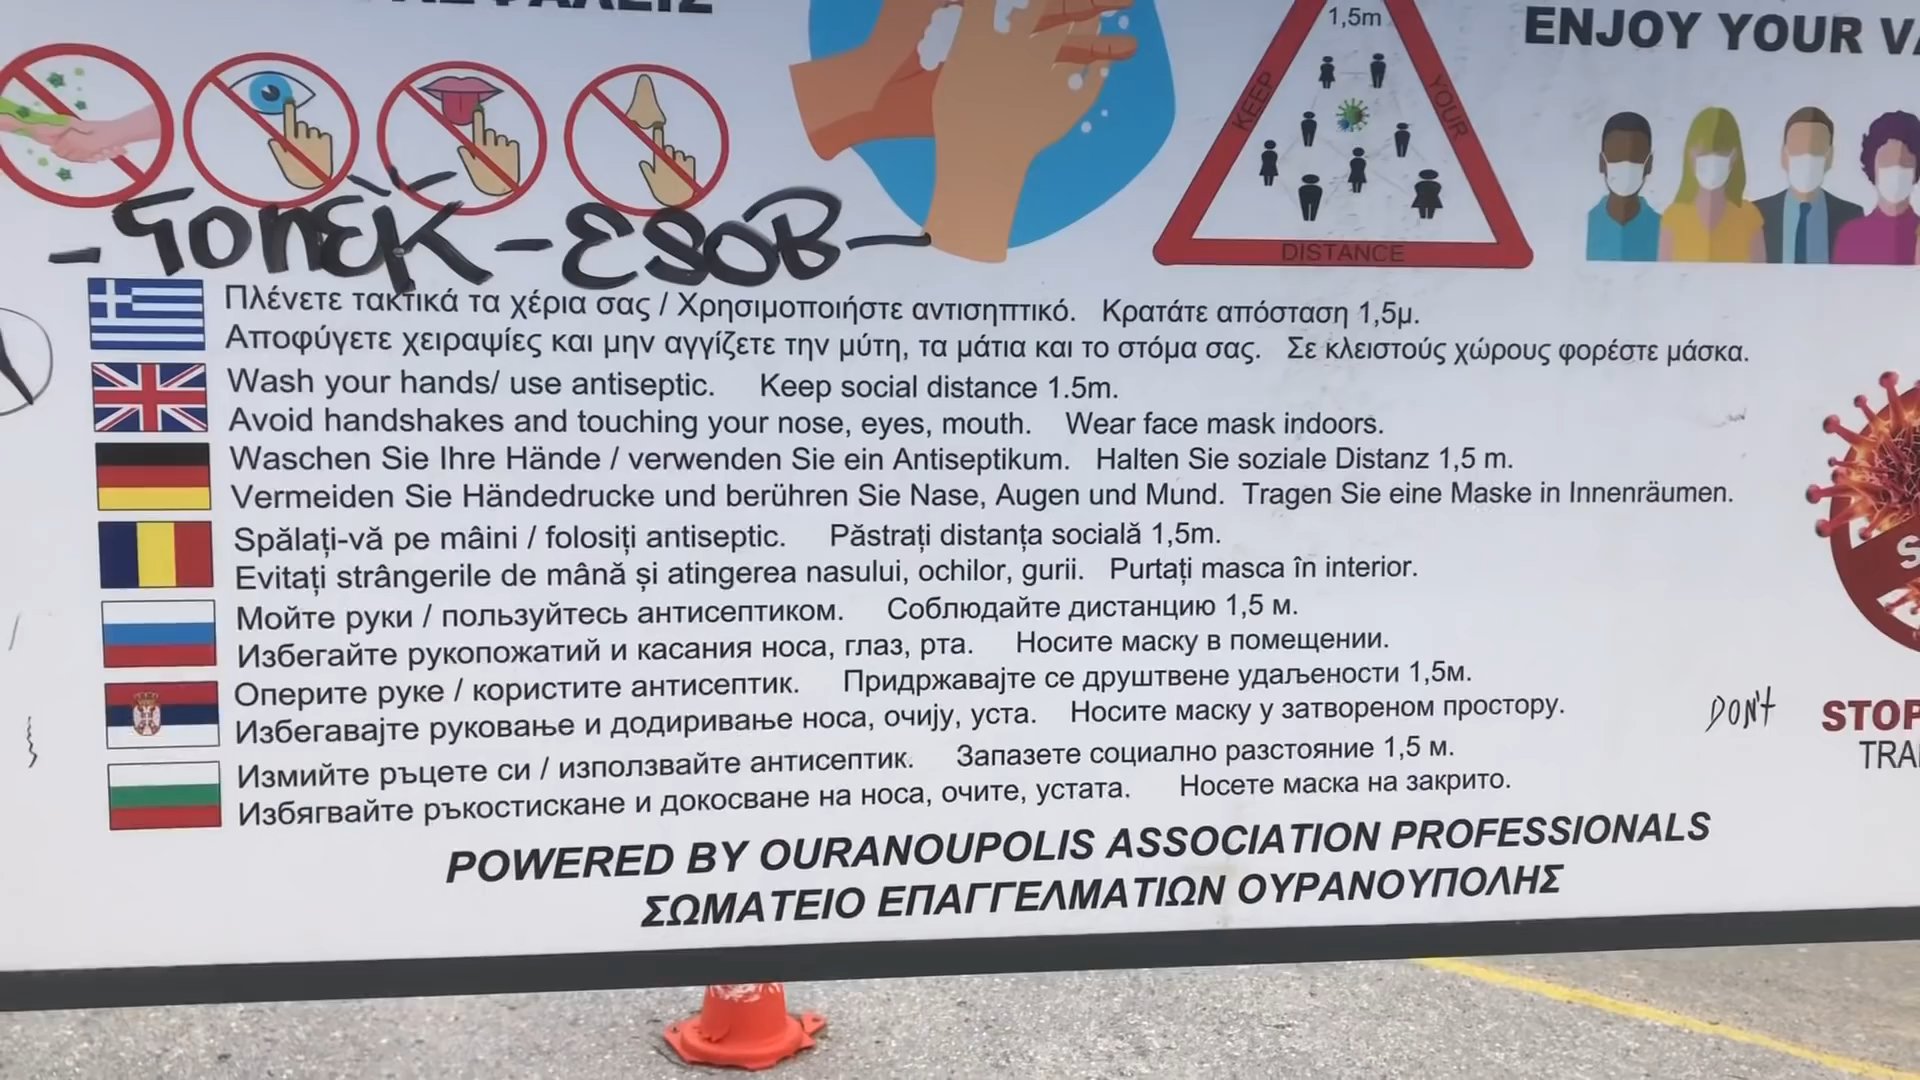 1,5m
ENJOY YOUR
KEEP
YOUR
DISTANCE
Πλένετε τακτικά τα χέρια σας / Χρησιμοποιήστε αντισηπτικό. Κρατάτε απόσταση 1,5μ.
Αποφύγετε χειραψίες και μην αγγίζετε την μύτη, τα μάτια και το στόμα σας. Σε κλειστούς χώρους φορέστε μάσκα.
Wash your hands/ use antiseptic. Keep social distance 1.5m.
Avoid handshakes and touching your nose, eyes, mouth. Wear face mask indoors.
Waschen Sie Ihre Hände / verwenden Sie ein Antiseptikum. Halten Sie soziale Distanz 1,5 m.
Vermeiden Sie Händedrucke und berühren Sie Nase, Augen und Mund. Tragen Sie eine Maske in Innenräumen.
Spălați-vă pe mâini / folosiți antiseptic. Păstrați distanța socială 1,5m.
Evitați strângerile de mână și atingerea nasului, ochilor, gurii. Purtați masca în interior.
Мойте руки / пользуйтесь антисептиком. Соблюдайте дистанцию 1,5 м.
Избегайте рукопожатий и касания носа, глаз, рта. Носите маску в помещении.
Оперите руке / користите антисептик. Придржавајте се друштвене удаљености 1,5м.
Избегавајте руковање и додиривање носа, очију, уста. Носите маску у затвореном простору.
DON'T
STOP
Измийте ръцете си / използвайте антисептик. Запазете социално разстояние 1,5 м.
Избягвайте ръкостискане и докосване на носа, очите, устата. Носете маска на закрито.
POWERED BY OURANOUPOLIS ASSOCIATION PROFESSIONALS
ΣΩΜΑΤΕΙΟ ΕΠΑΓΓΕΛΜΑΤΙΩΝ ΟΥΡΑΝΟΥΠΟΛΗΣ